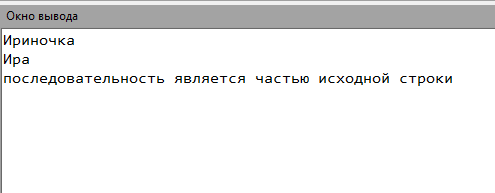 Окно вывода
Ириночка
Ира
последовательность является частью исходной строки